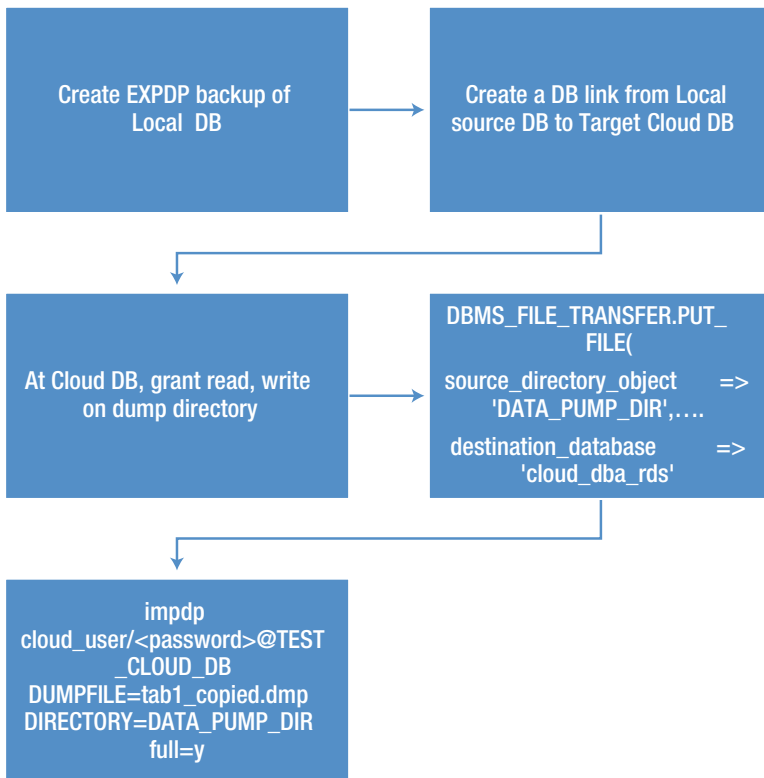 Create EXPDP backup of
Local DB
Create a DB link from Local
source DB to Target Cloud DB
At Cloud DB, grant read, write
on dump directory
DBMS_FILE_TRANSFER.PUT_
FILE(
source_directory_object =>
'DATA_PUMP_DIR',....
destination_database =>
'cloud_dba_rds'
impdp
cloud_user/<password>@TEST
_CLOUD_DB
DUMPFILE=tab1_copied.dmp
DIRECTORY=DATA_PUMP_DIR
full=y